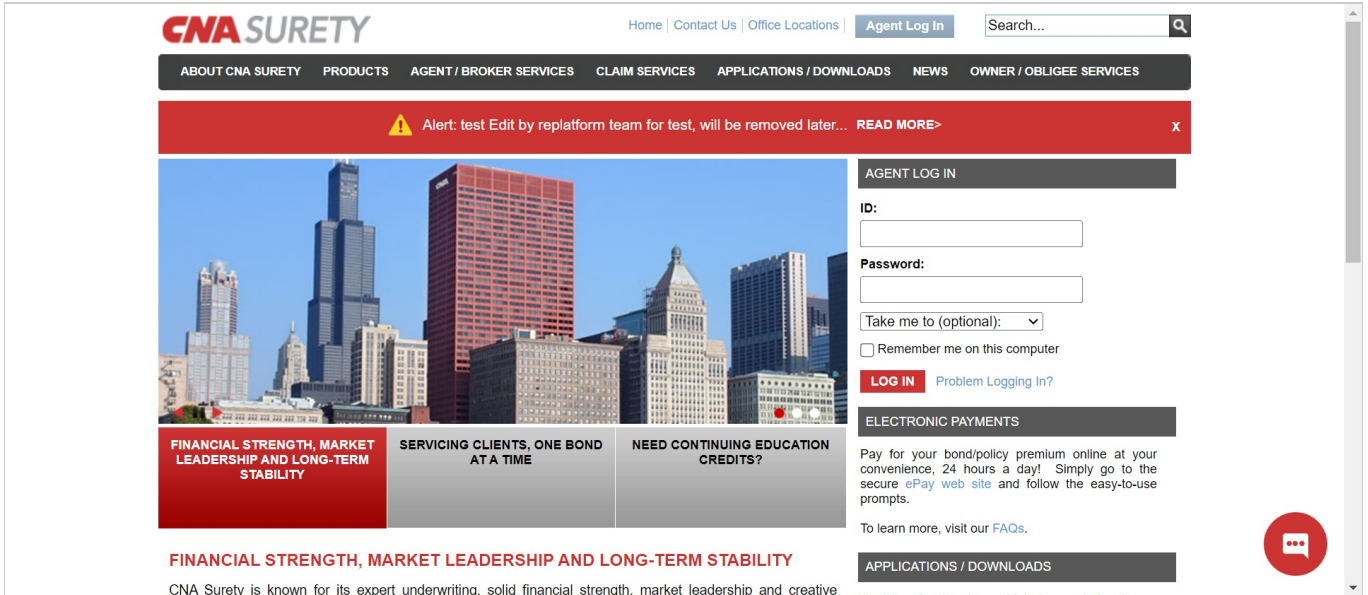 CNA SURETY
Home
Contact Us
Office Locations
Agent Log In
Search...
ABOUT CNA SURETY
PRODUCTS
AGENT / BROKER SERVICES
CLAIM SERVICES
APPLICATIONS / DOWNLOADS
NEWS
OWNER / OBLIGEE SERVICES
Alert: test Edit by replatform team for test, will be removed later... READ MORE>
X
CNA
FINANCIAL STRENGTH, MARKET
LEADERSHIP AND LONG-TERM
STABILITY
SERVICING CLIENTS, ONE BOND
AT A TIME
NEED CONTINUING EDUCATION
CREDITS?
FINANCIAL STRENGTH, MARKET LEADERSHIP AND LONG-TERM STABILITY
CNA Surety is known for its expert underwriting, solid financial strength, market leadership and creative
AGENT LOG IN
ID:
Password:
Take me to (optional):
Remember me on this computer
LOG IN
Problem Logging In?
ELECTRONIC PAYMENTS
Pay for your bond/policy premium online at your
convenience, 24 hours a day! Simply go to the
secure ePay web site and follow the easy-to-use
prompts.
To learn more, visit our FAQs.
APPLICATIONS / DOWNLOADS